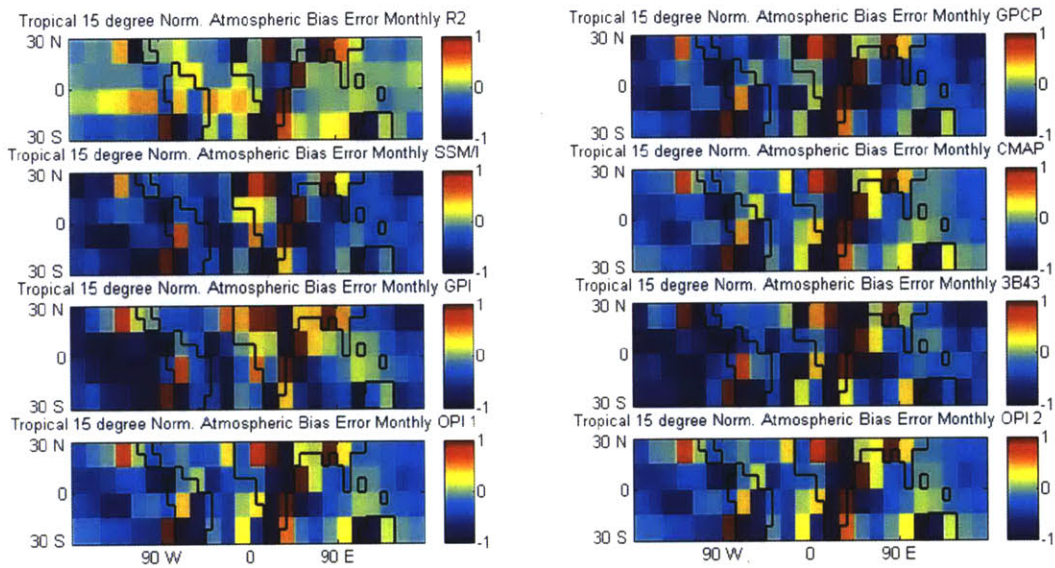 Tropical 15 degree Norm. Atmospheric Bias Error Monthly R2
30 N
0
30 S
1
0
-1
Tropical 15 degree Norm. Atmospheric Bias Error Monthly SSM/I
30 N
0
30 S
1
0
-1
Tropical 15 degree Norm. Atmospheric Bias Error Monthly GPI
30 N
0
30 S
1
0
-1
Tropical 15 degree Norm. Atmospheric Bias Error Monthly OPI 1
30 N
0
30 S
1
0
-1
90 W 0 90 E
Tropical 15 degree Norm. Atmospheric Bias Error Monthly GPCP
30 N
0
30 S
1
0
-1
Tropical 15 degree Norm. Atmospheric Bias Error Monthly CMAP
30 N
0
30 S
1
0
-1
Tropical 15 degree Norm. Atmospheric Bias Error Monthly 3B43
30 N
0
30 S
1
0
-1
Tropical 15 degree Norm. Atmospheric Bias Error Monthly OPI 2
30 N
0
30 S
1
0
-1
90 W 0 90 E